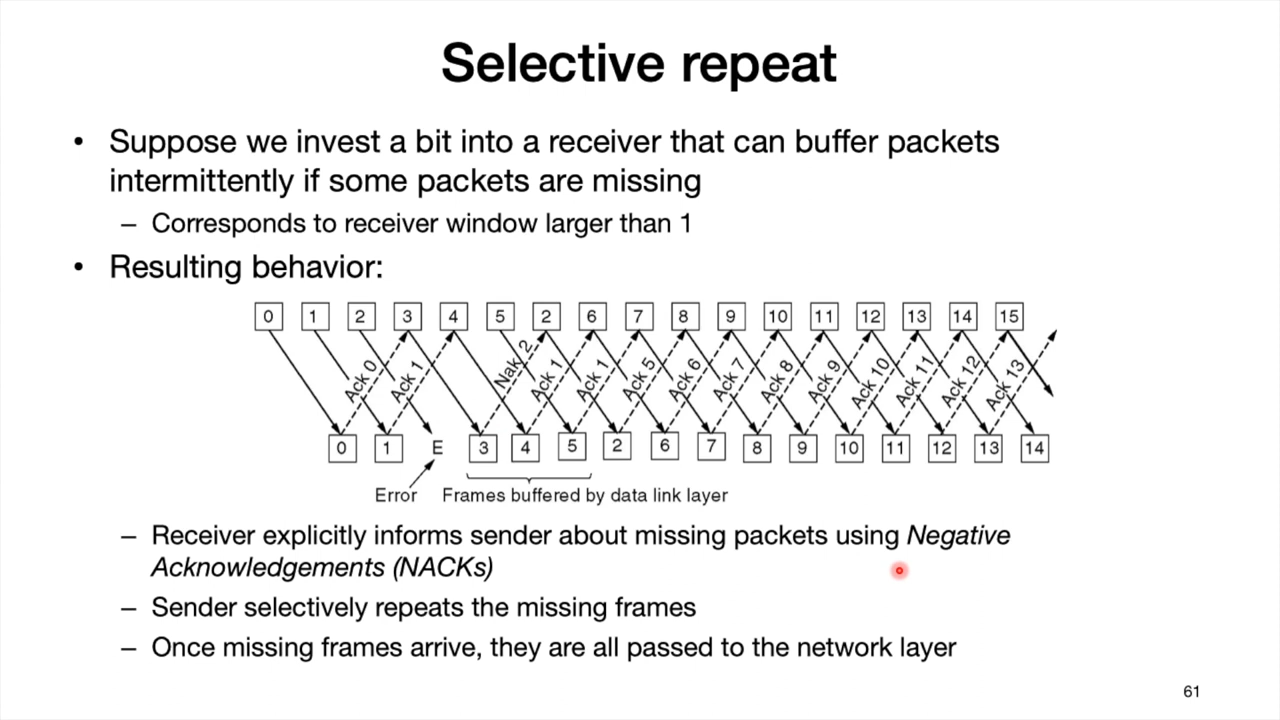 Selective repeat
• Suppose we invest a bit into a receiver that can buffer packets
intermittently if some packets are missing
– Corresponds to receiver window larger than 1
• Resulting behavior:
0 1 2 3 4 5 2 6 7 8 9 10 11 12 13 14 15
Ack 0 Ack 1 Nak 2 Ack 1 Ack 1 Ack 5 Ack 6 Ack 7 Ack 8 Ack 9 Ack 10 Ack 11 Ack 12 Ack 13
0 1 E 3 4 5 2 6 7 8 9 10 11 12 13 14
Error Frames buffered by data link layer
– Receiver explicitly informs sender about missing packets using Negative
Acknowledgements (NACKs)
– Sender selectively repeats the missing frames
– Once missing frames arrive, they are all passed to the network layer
61